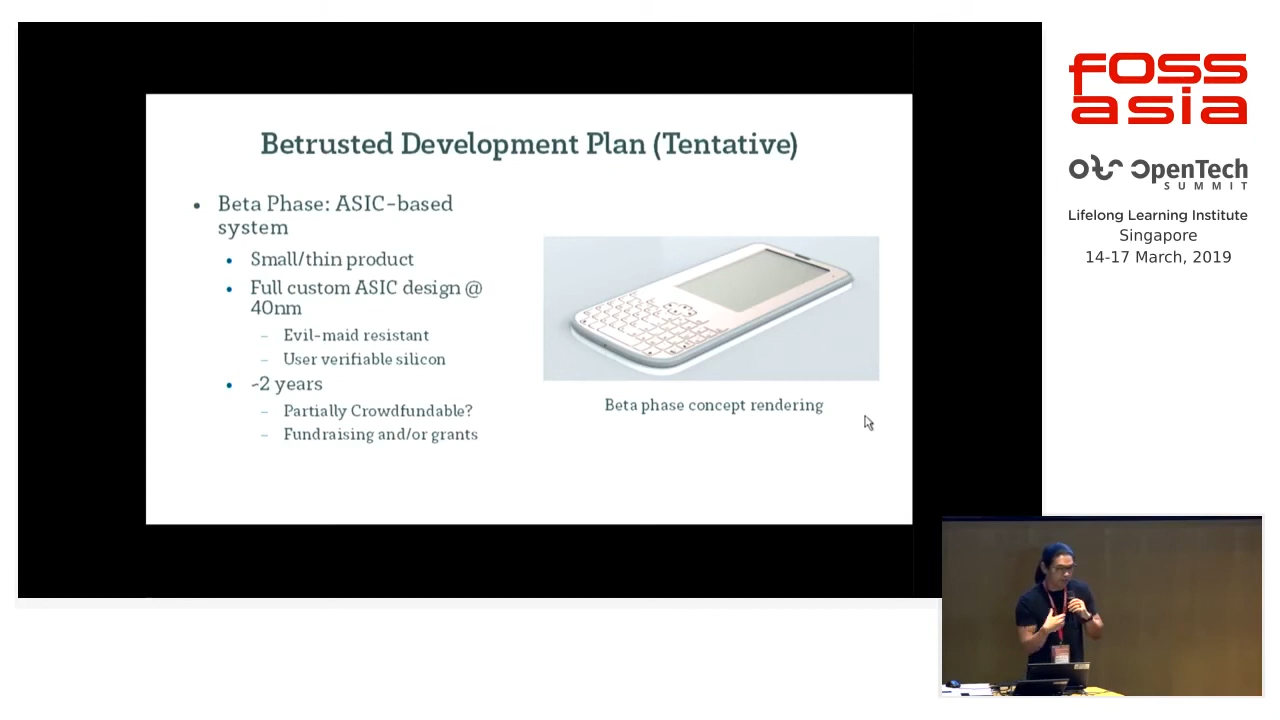 Betrusted Development Plan (Tentative)
• Beta Phase: ASIC-based
system
• Small/thin product
• Full custom ASIC design @
40nm
– Evil-maid resistant
– User verifiable silicon
• ~2 years
– Partially Crowdfundable?
– Fundraising and/or grants
Beta phase concept rendering
fOSS
asia
OpenTech
SUMMIT
Lifelong Learning Institute
Singapore
14-17 March, 2019